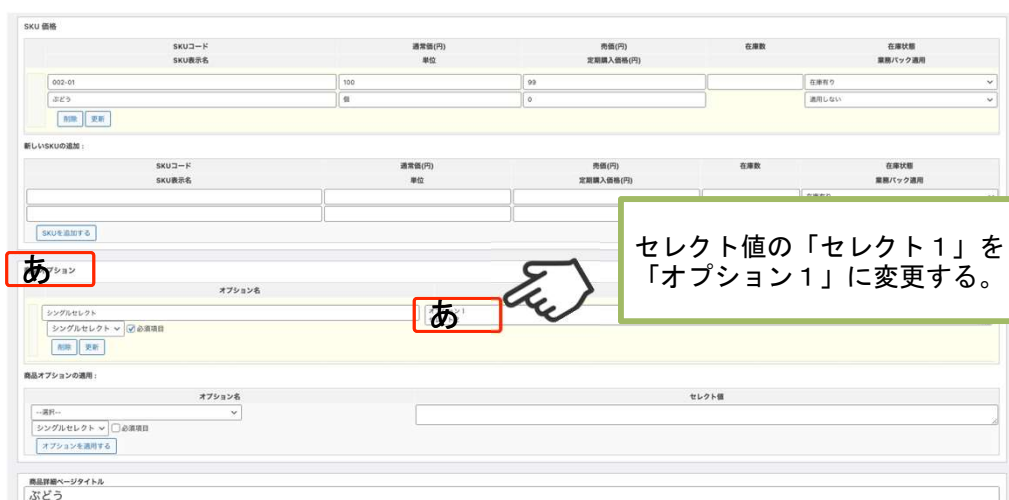 SKU 価格
SKUコード 通常価(円) 売価(円) 在庫数 在庫状態
SKU表示名 単位 定期購入価格(円) 業務パック適用
002-01 100 99 在庫有り
ぶどう 個 0 適用しない
削除 更新
新しいSKUの追加:
SKUコード 通常価(円) 売価(円) 在庫数 在庫状態
SKU表示名 単位 定期購入価格(円) 業務パック適用
SKUを追加する
セレクト値の「セレクト1」を
「オプション1」に変更する。
あ
プション
オプション名
シングルセレクト
あ
シングルセレクト 必須項目
削除 更新
商品オプションの適用:
オプション名 セレクト値
--選択--
シングルセレクト 必須項目
オプションを適用する
商品詳細ページタイトル
ぶどう